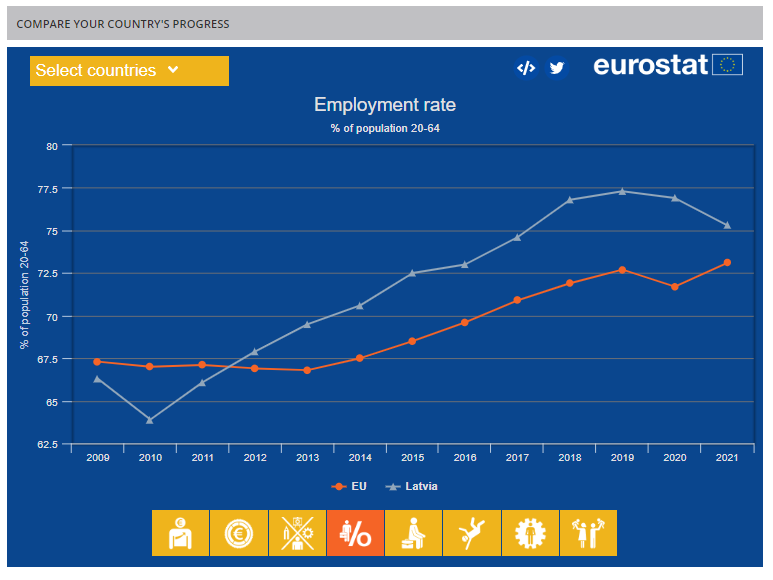 COMPARE YOUR COUNTRY'S PROGRESS
Select countries
</>
eurostat
Employment rate
% of population 20-64
% of population 20-64
80
77.5
75
72.5
70
67.5
65
62.5
2009 2010 2011 2012 2013 2014 2015 2016 2017 2018 2019 2020 2021
EU Latvia
€ € %